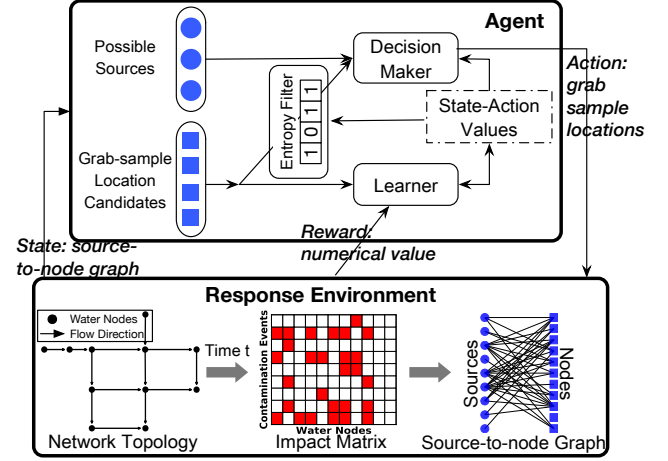 Agent
Possible
Sources
Decision
Maker
Action:
grab
sample
locations
Entropy Filter
1 0 1 1
State-Action
Values
Grab-sample
Location
Candidates
Learner
State: source-
to-node graph
Reward:
numerical value
Response Environment
Water Nodes
Flow Direction
Time t
Contamination Events
Water Nodes
Sources
Nodes
Network Topology
Impact Matrix
Source-to-node Graph